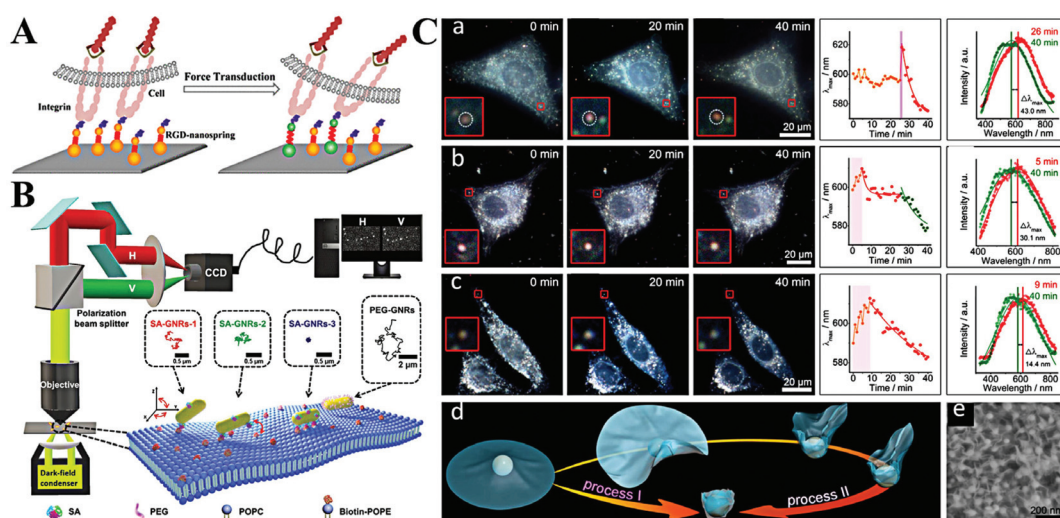 A
Force Transduction
Integrin
Cell
RGD-nanospring
B
H
V
CCD
H V
Polarization
beam splitter
Objective
Dark-field
condenser
SA-GNRs-1
0.5 μm
SA-GNRs-2
0.5 μm
SA-GNRs-3
0.5 μm
PEG-GNRs
2 μm
SA
PEG
POPC
Biotin-POPE
C
a
0 min
20 min
40 min
20 μm
λmax / nm
620
600
580
0 10 20 30 40
Time / min
Intensity / a.u.
26 min
40 min
Δλmax
43.0 nm
400 600 800
Wavelength / nm
b
0 min
20 min
40 min
20 μm
λmax / nm
600
580
0 10 20 30 40
Time / min
Intensity / a.u.
5 min
40 min
Δλmax
30.1 nm
400 600 800
Wavelength / nm
c
0 min
20 min
40 min
20 μm
λmax / nm
600
580
0 10 20 30 40
Time / min
Intensity / a.u.
9 min
40 min
Δλmax
14.4 nm
400 600 800
Wavelength / nm
d
process I
process II
e
200 nm